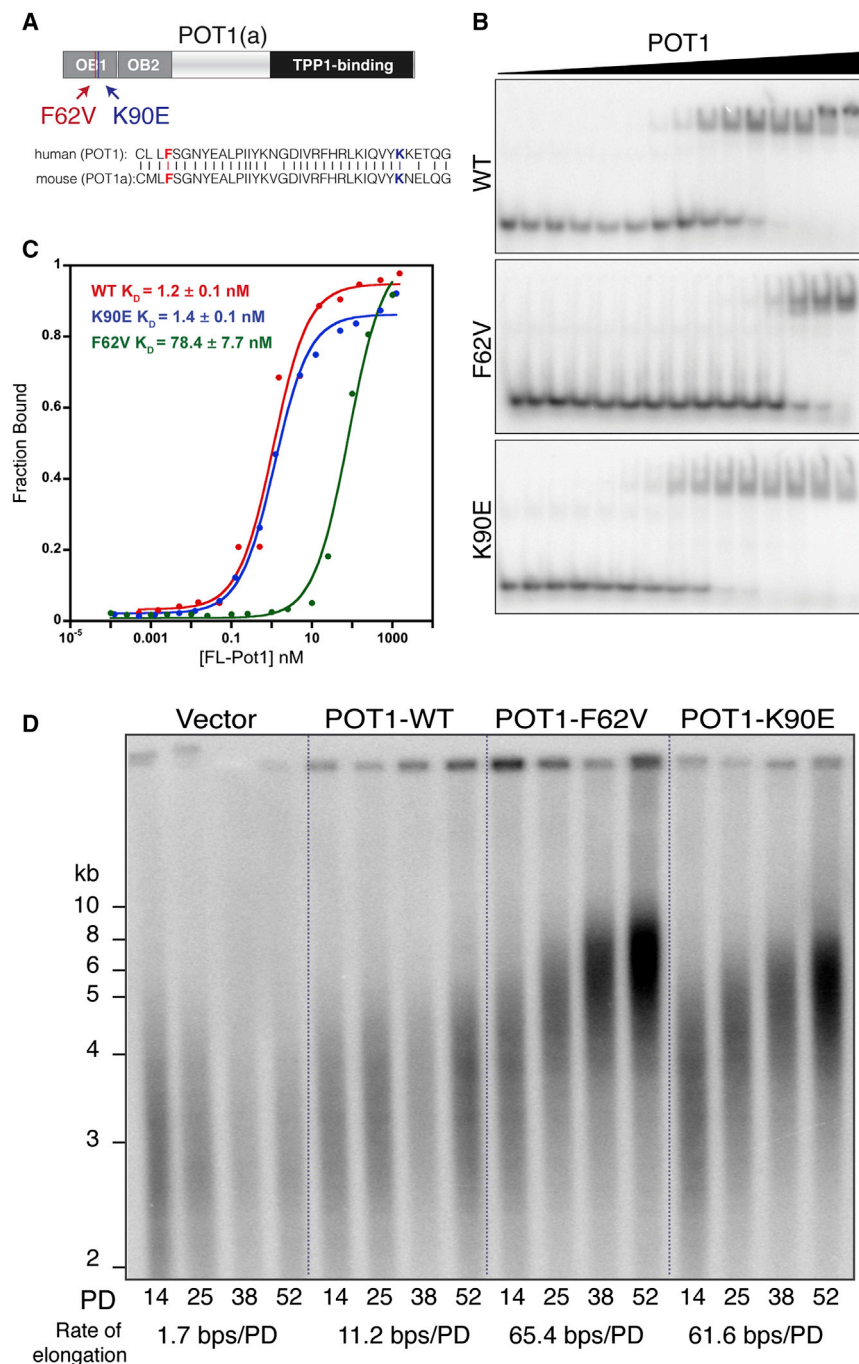 A
POT1(a)
OB1 OB2 TPP1-binding
F62V K90E
human (POT1): CLLFSGNYEALPIIYKNGDIVRFHRLKIQVYKKETQG
mouse (POT1a): CMLFSGNYEALPIIYKVGDIVRFHRLKIQVYKNELQG
B
POT1
WT
F62V
K90E
C
WT K_D = 1.2 ± 0.1 nM
K90E K_D = 1.4 ± 0.1 nM
F62V K_D = 78.4 ± 7.7 nM
Fraction Bound
1
0.8
0.6
0.4
0.2
0
10^-5 0.001 0.1 10 1000
[FL-Pot1] nM
D
Vector POT1-WT POT1-F62V POT1-K90E
kb
10
8
6
5
4
3
2
PD 14 25 38 52 14 25 38 52 14 25 38 52 14 25 38 52
Rate of elongation 1.7 bps/PD 11.2 bps/PD 65.4 bps/PD 61.6 bps/PD